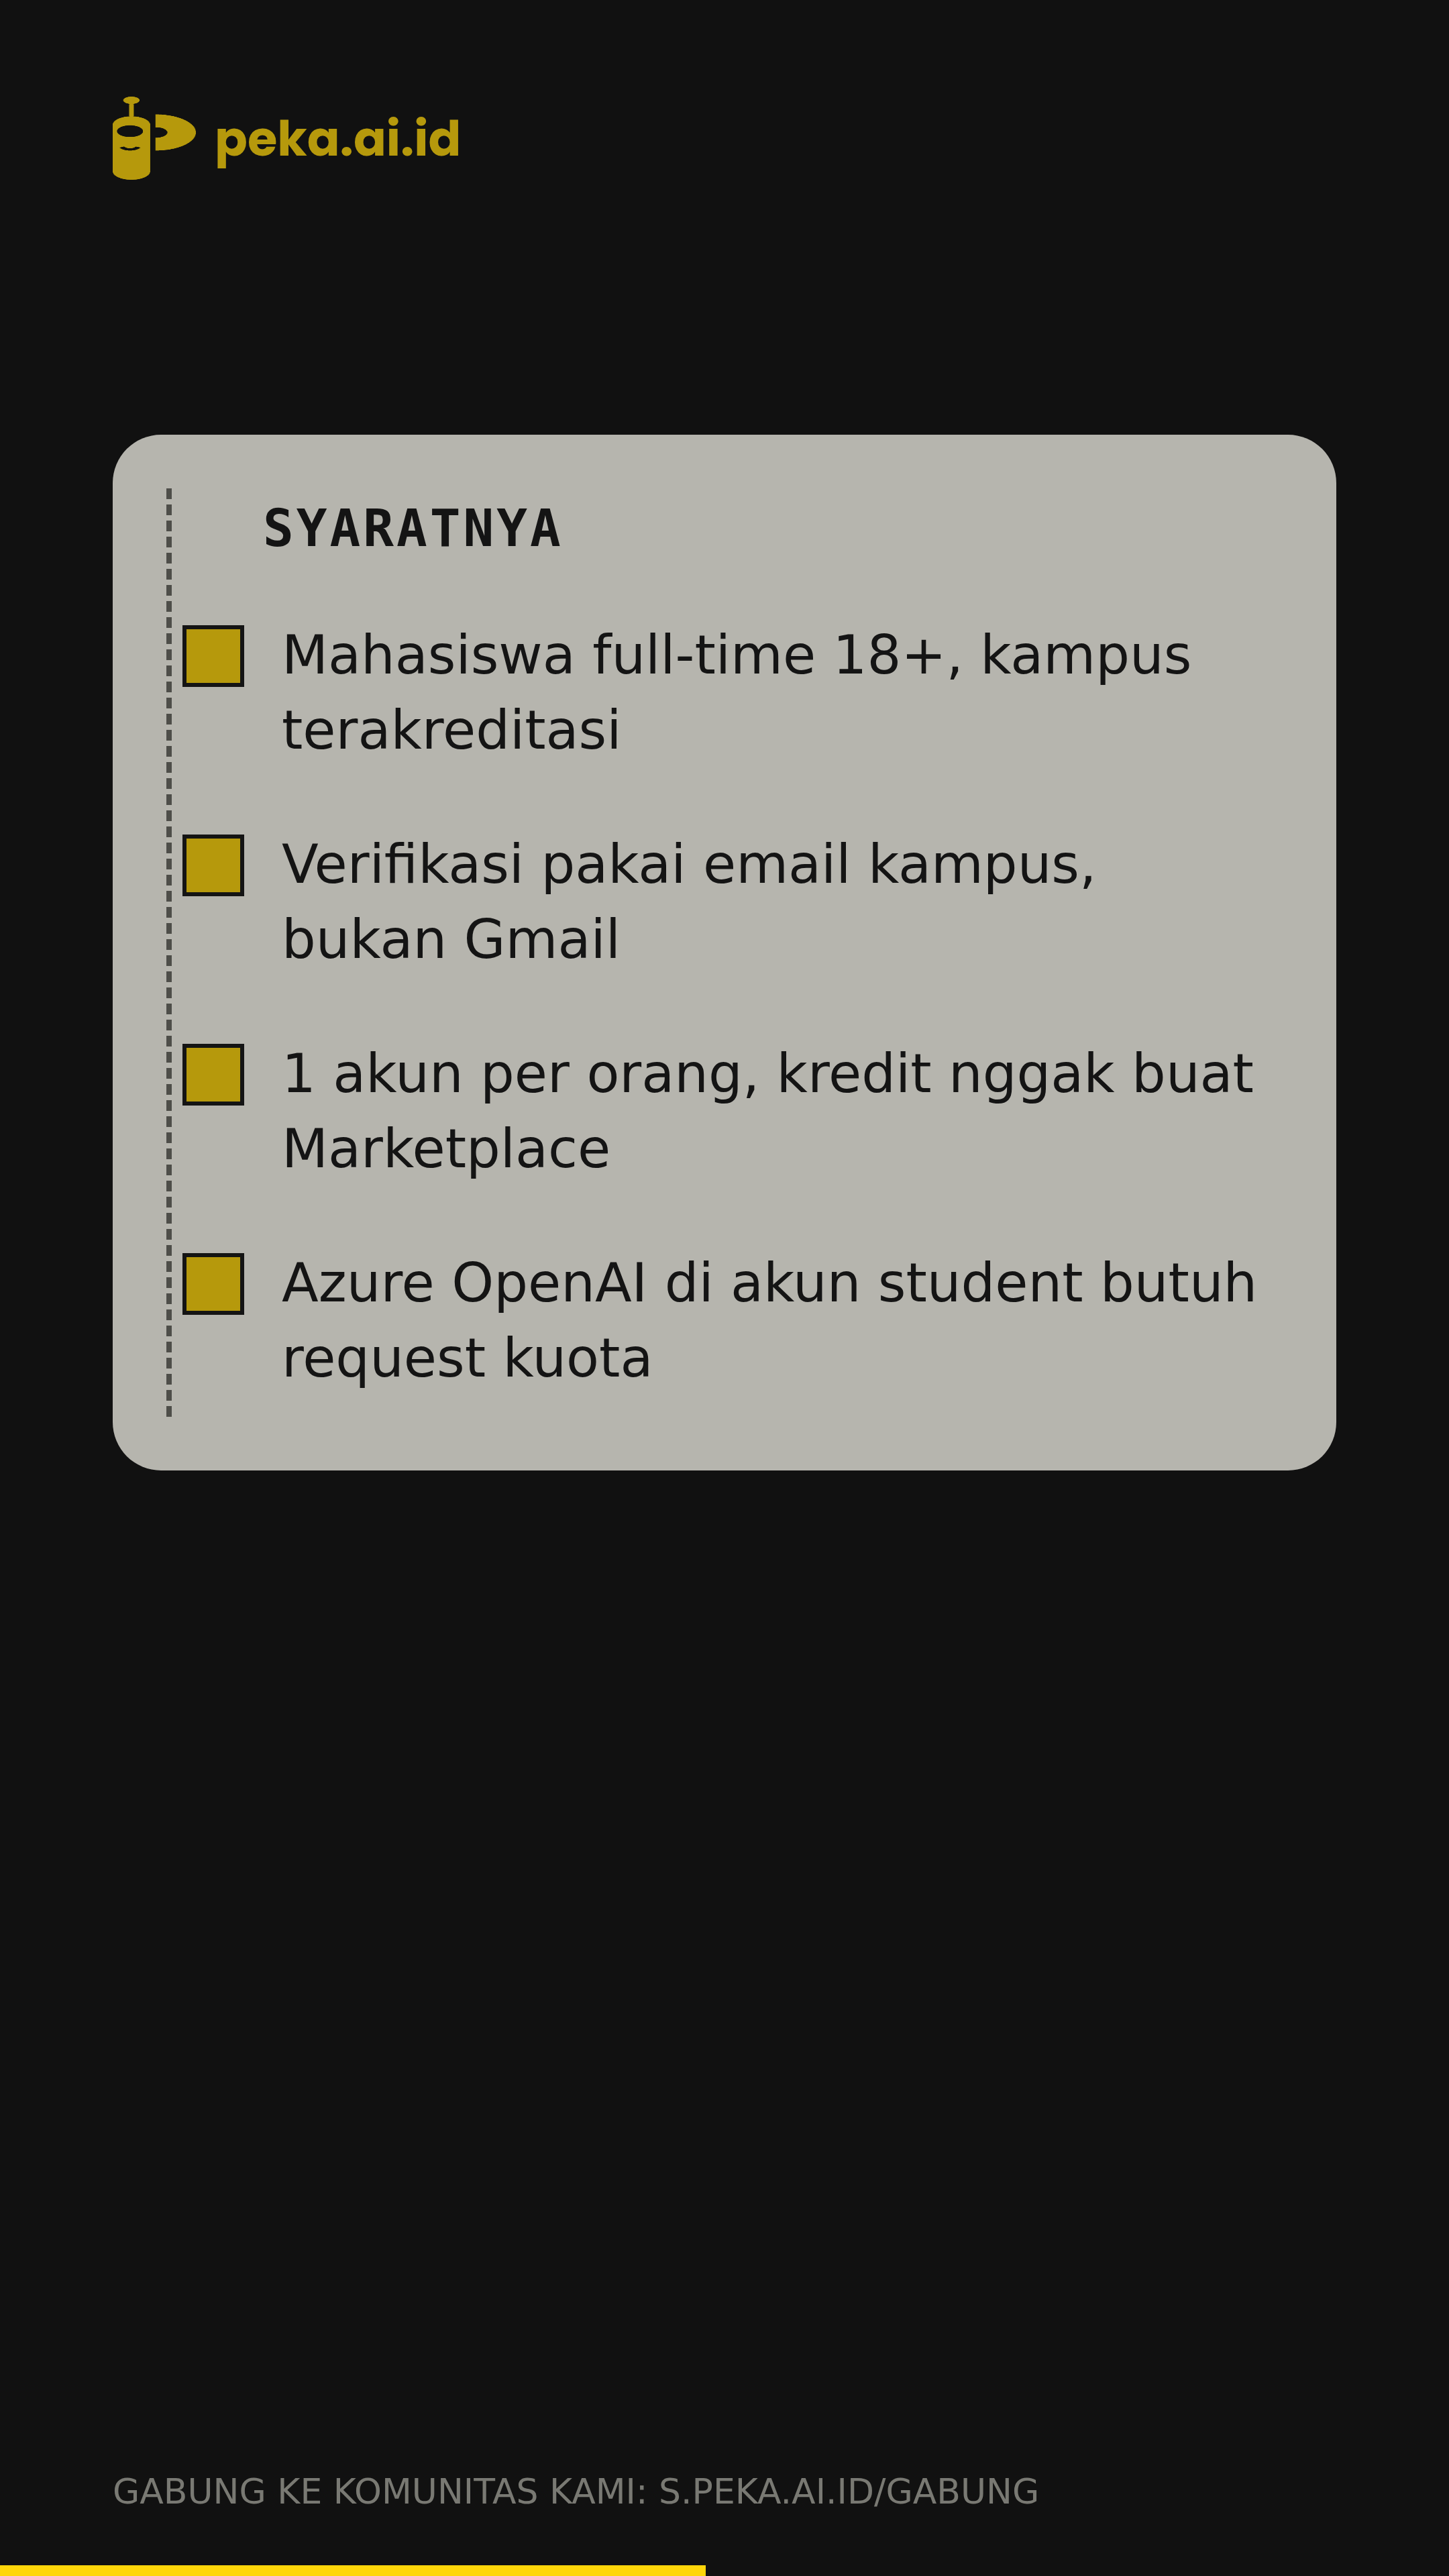 peka.ai.id
SYARATNYA
Mahasiswa full-time 18+, kampus
terakreditasi
Verifikasi pakai email kampus,
bukan Gmail
1 akun per orang, kredit nggak buat
Marketplace
Azure OpenAI di akun student butuh
request kuota
GABUNG KE KOMUNITAS KAMI: S.PEKA.AI.ID/GABUNG